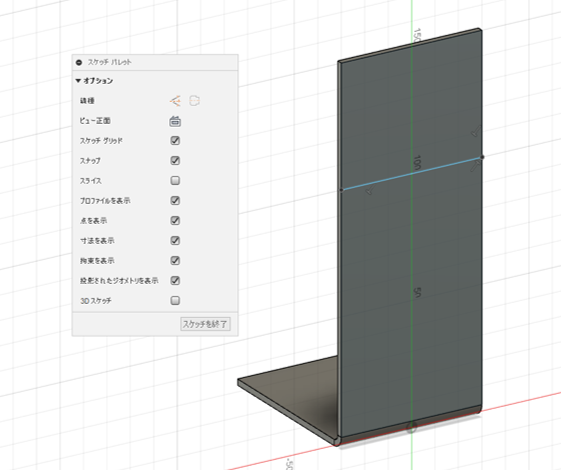 スケッチ パレット
オプション
線種
ビュー正面
スケッチ グリッド
スナップ
スライス
プロファイルを表示
点を表示
寸法を表示
拘束を表示
投影されたジオメトリを表示
3D スケッチ
スケッチを終了
150
100
50
-50